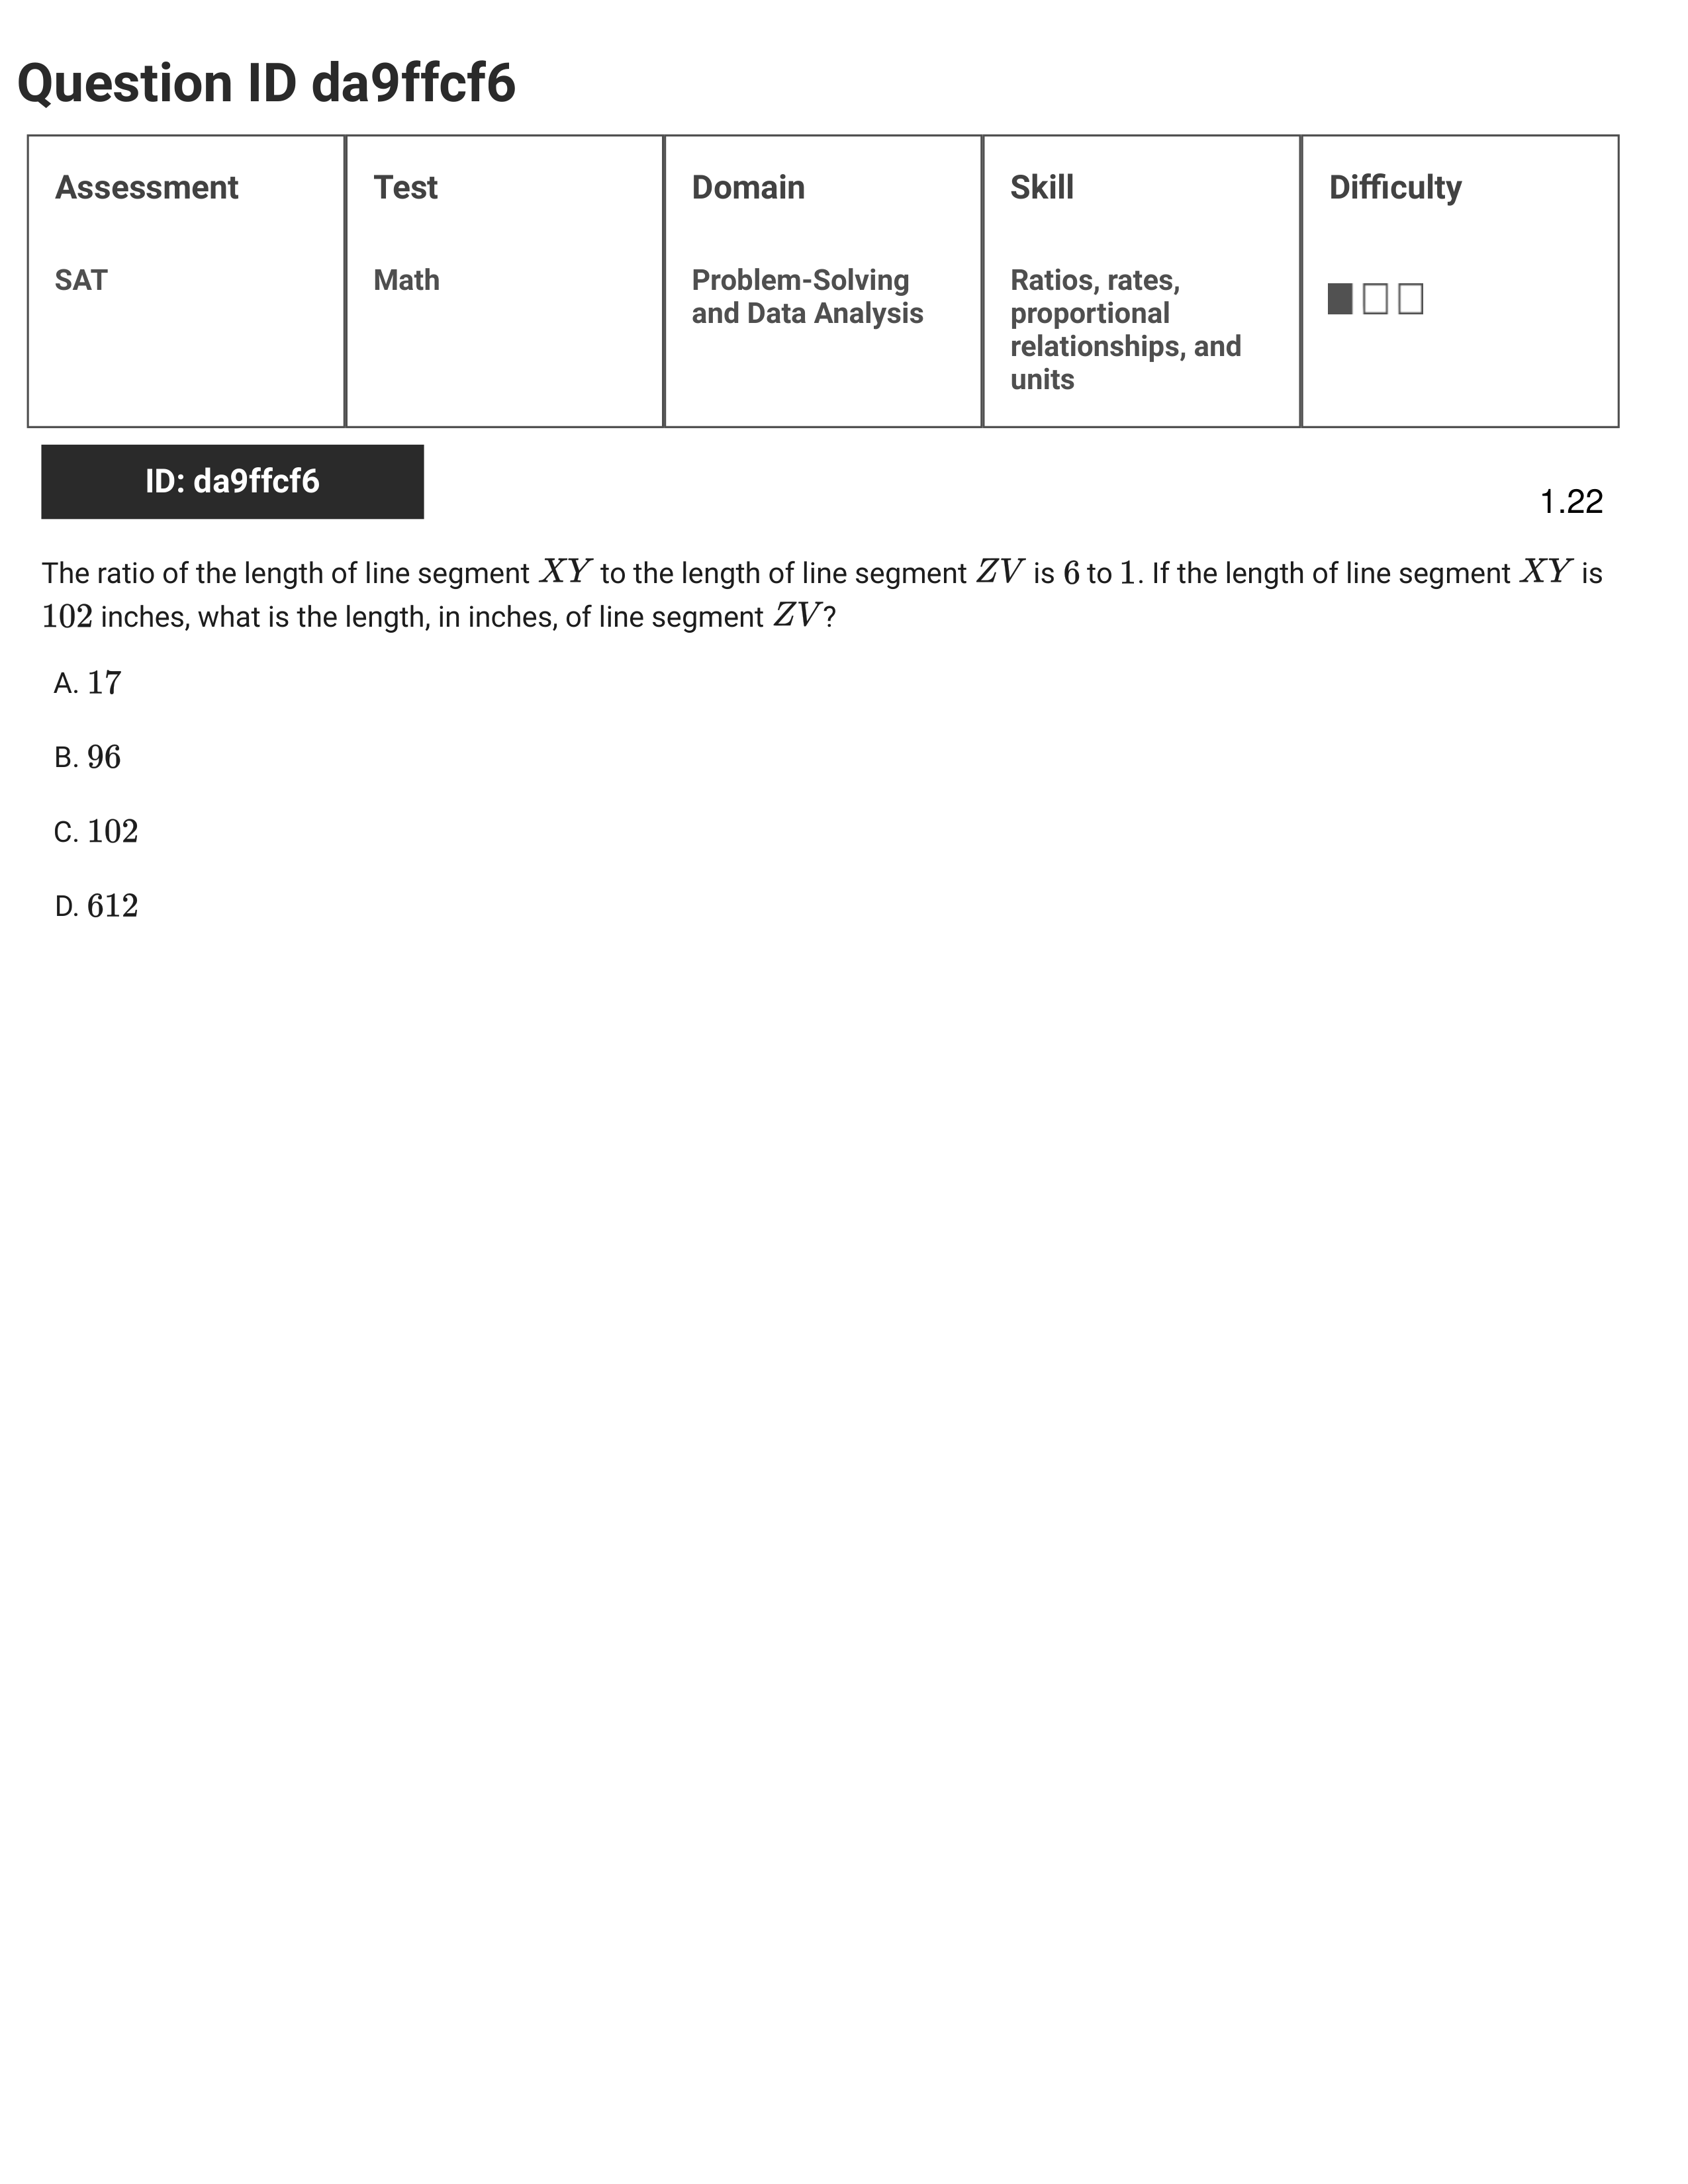 Question ID da9ffcf6
Assessment
SAT
Test
Math
Domain
Problem-Solving
and Data Analysis
Skill
Ratios, rates,
proportional
relationships, and
units
Difficulty
ID: da9ffcf6
1.22
The ratio of the length of line segment XY to the length of line segment ZV is 6 to 1. If the length of line segment XY is
102 inches, what is the length, in inches, of line segment ZV?
A. 17
B. 96
C. 102
D. 612